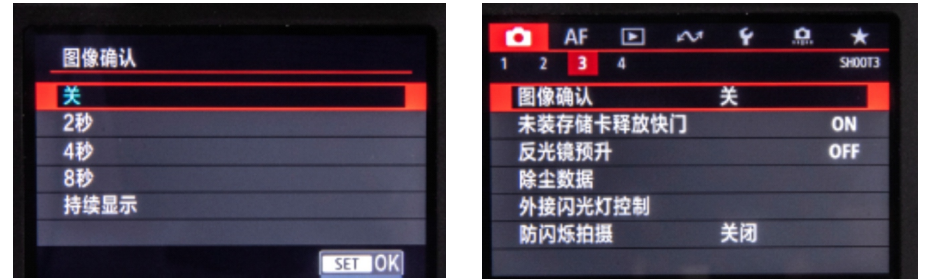 图像确认
关
2秒
4秒
8秒
持续显示
SET OK
AF
1 2 3 4 SHOOT3
图像确认 关
未装存储卡释放快门 ON
反光镜预升 OFF
除尘数据
外接闪光灯控制
防闪烁拍摄 关闭